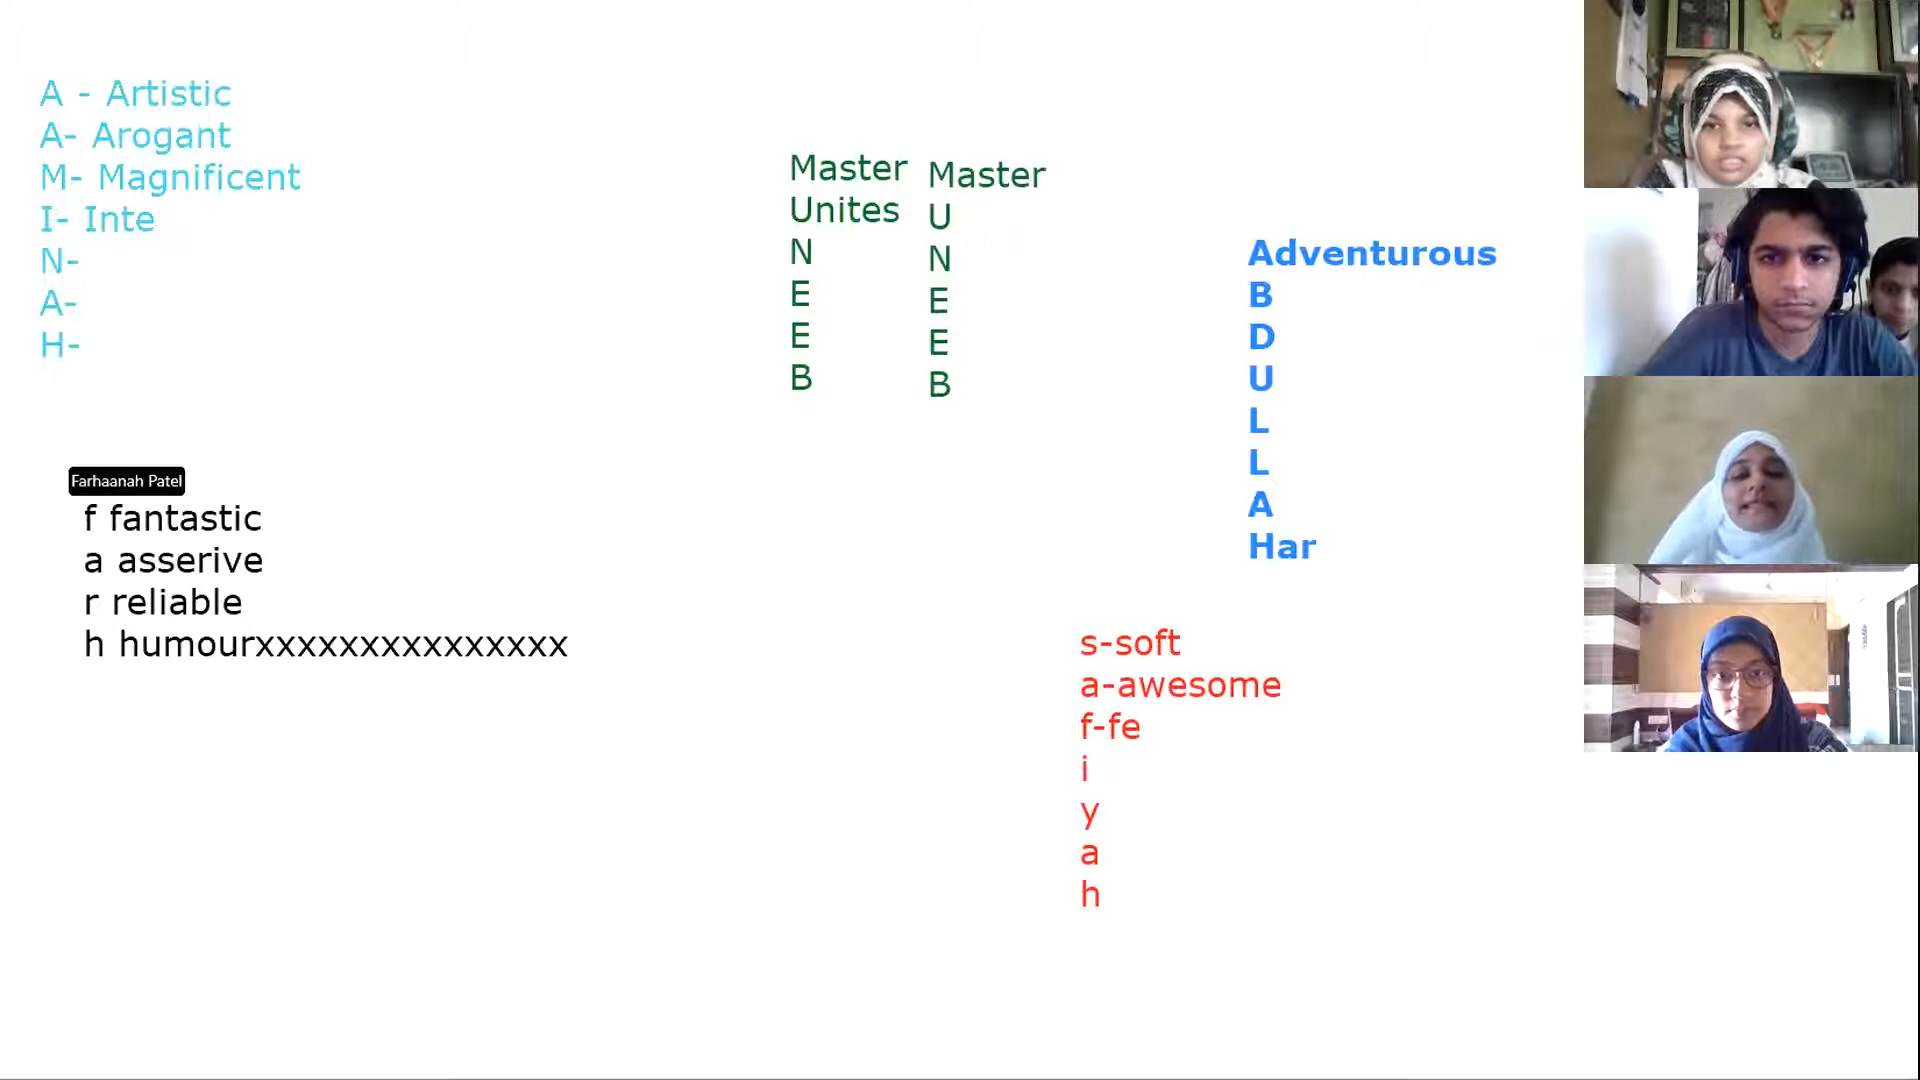 A - Artistic
A- Arogant
M- Magnificent
I- Inte
N-
A-
H-
Master
Unites
N
E
E
B
Master
U
N
E
E
B
Adventurous
B
D
U
L
L
A
Har
Farhaanah Patel
f fantastic
a asserive
r reliable
h humourxxxxxxxxxxxxxxx
s-soft
a-awesome
f-fe
i
y
a
h